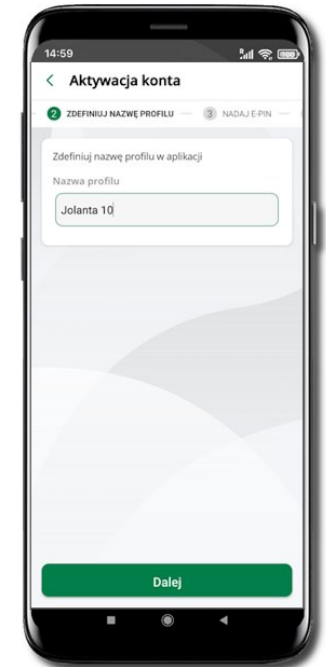 14:59
Aktywacja konta
2 ZDEFINIUJ NAZWĘ PROFILU 3 NADAJ E-PIN
Zdefiniuj nazwę profilu w aplikacji
Nazwa profilu
Jolanta 10
Dalej